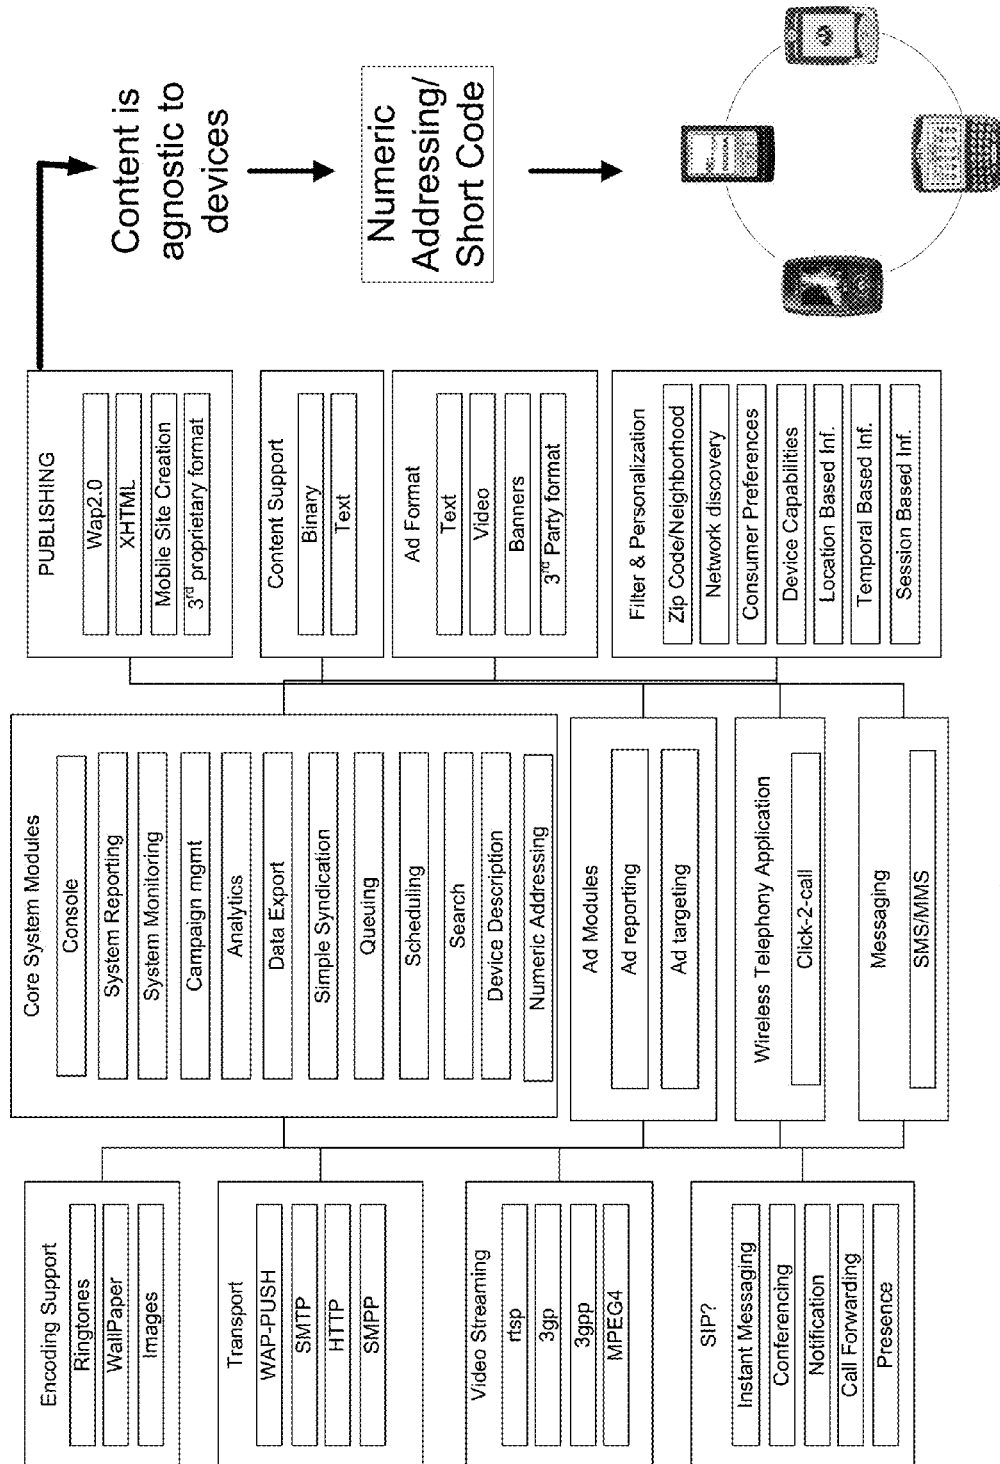 Encoding Support
Ringtones
WallPaper
Images
Transport
WAP-PUSH
SMTP
HTTP
SMPP
Video Streaming
rtsp
3gp
3gpp
MPEG4
SIP?
Instant Messaging
Conferencing
Notification
Call Forwarding
Presence
Core System Modules
Console
System Reporting
System Monitoring
Campaign mgmt
Analytics
Data Export
Simple Syndication
Queuing
Scheduling
Search
Device Description
Numeric Addressing
Ad Modules
Ad reporting
Ad targeting
Wireless Telephony Application
Click-2-call
Messaging
SMS/MMS
PUBLISHING
Wap2.0
XHTML
Mobile Site Creation
3rd proprietary format
Content Support
Binary
Text
Ad Format
Text
Video
Banners
3rd Party format
Filter & Personalization
Zip Code/Neighborhood
Network discovery
Consumer Preferences
Device Capabilities
Location Based Inf.
Temporal Based Inf.
Session Based Inf.
Content is
agnostic to
devices
Numeric
Addressing/
Short Code